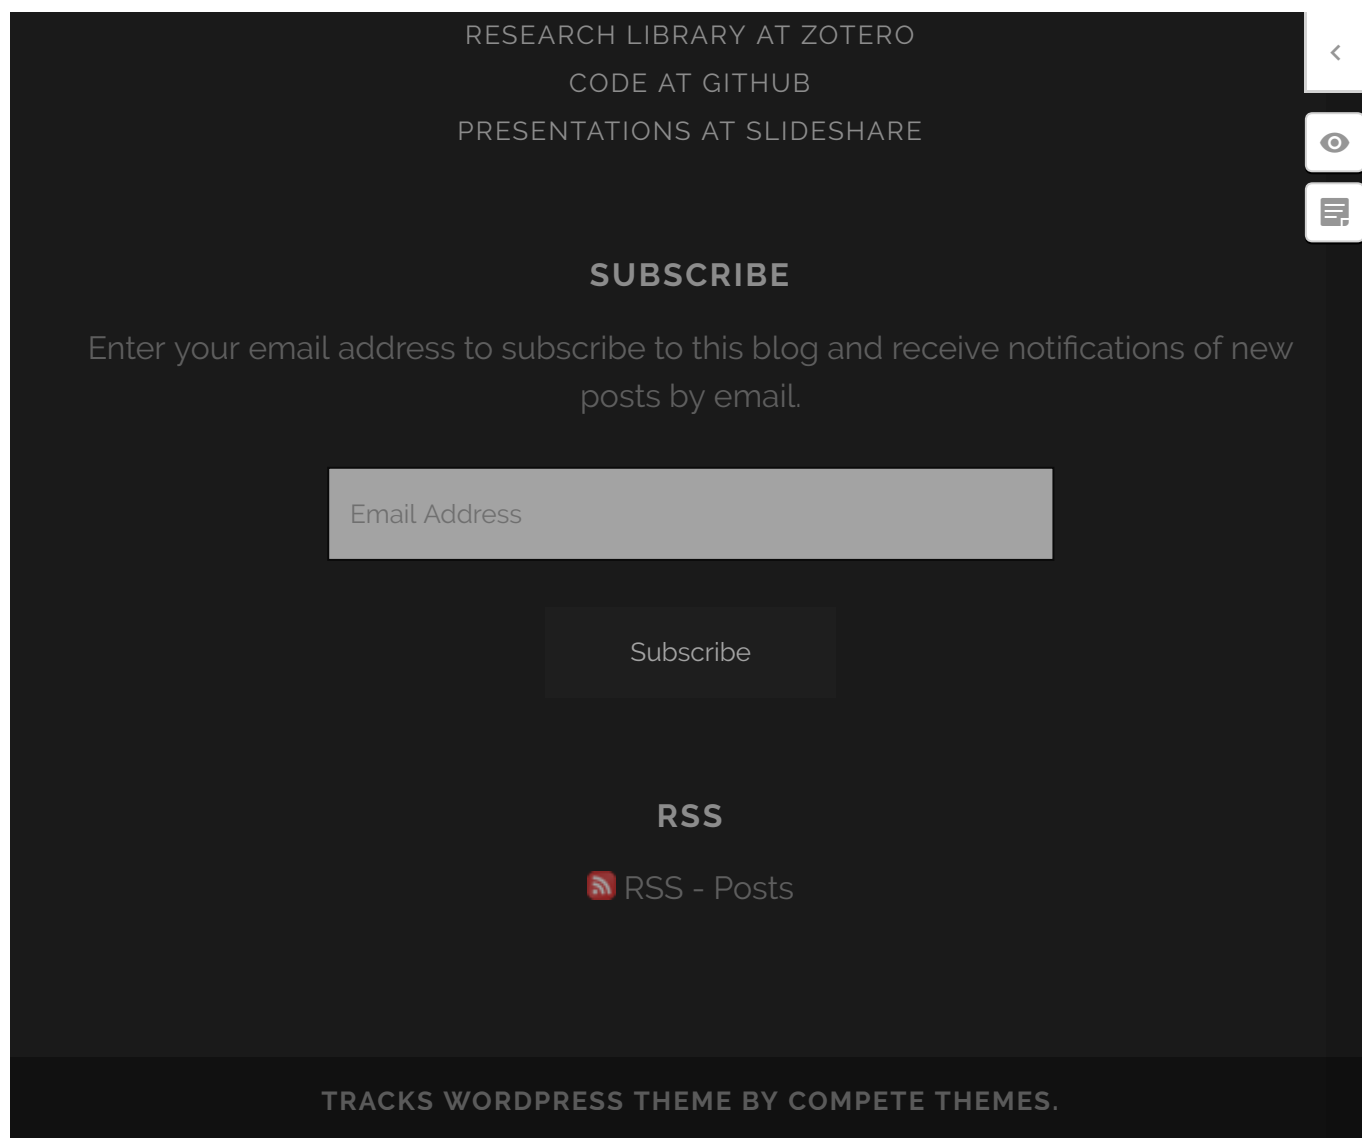 RESEARCH LIBRARY AT ZOTERO
CODE AT GITHUB
PRESENTATIONS AT SLIDESHARE
SUBSCRIBE
Enter your email address to subscribe to this blog and receive notifications of new
posts by email.
Email Address
Subscribe
RSS
RSS - Posts
TRACKS WORDPRESS THEME BY COMPETE THEMES.